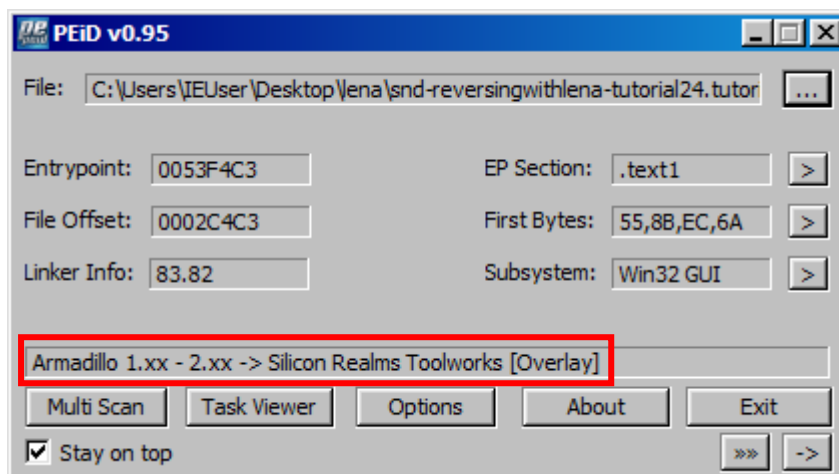 PEiD v0.95
File: C:\Users\IEUser\Desktop\lena\snd-reversingwithlena-tutorial24.tutor ...
Entrypoint: 0053F4C3 EP Section: .text1 >
File Offset: 0002C4C3 First Bytes: 55,8B,EC,6A >
Linker Info: 83.82 Subsystem: Win32 GUI >
Armadillo 1.xx - 2.xx -> Silicon Realms Toolworks [Overlay]
Multi Scan Task Viewer Options About Exit
Stay on top »» ->